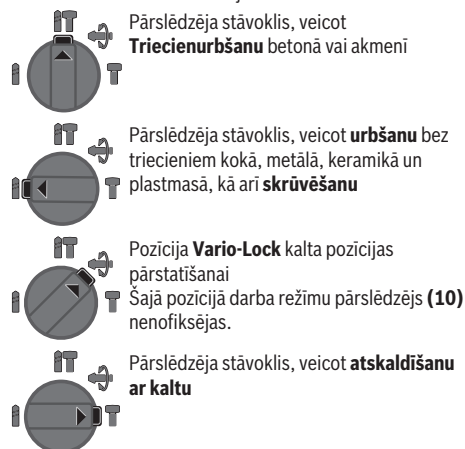 Pārslēdzēja stāvoklis, veicot
Triecienurbšanu betonā vai akmenī
Pārslēdzēja stāvoklis, veicot urbšanu bez
triecieniem kokā, metālā, keramikā un
plastmasā, kā arī skrūvēšanu
Pozīcija Vario-Lock kalta pozīcijas
pārstatīšanai
Šajā pozīcijā darba režīmu pārslēdzējs (10)
nenofiksējas.
Pārslēdzēja stāvoklis, veicot atskaldīšanu
ar kaltu